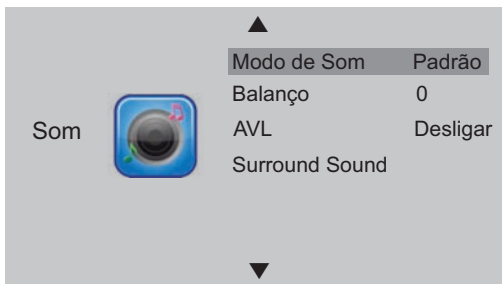 Som
Modo de Som Padrão
Balanço 0
AVL Desligar
Surround Sound